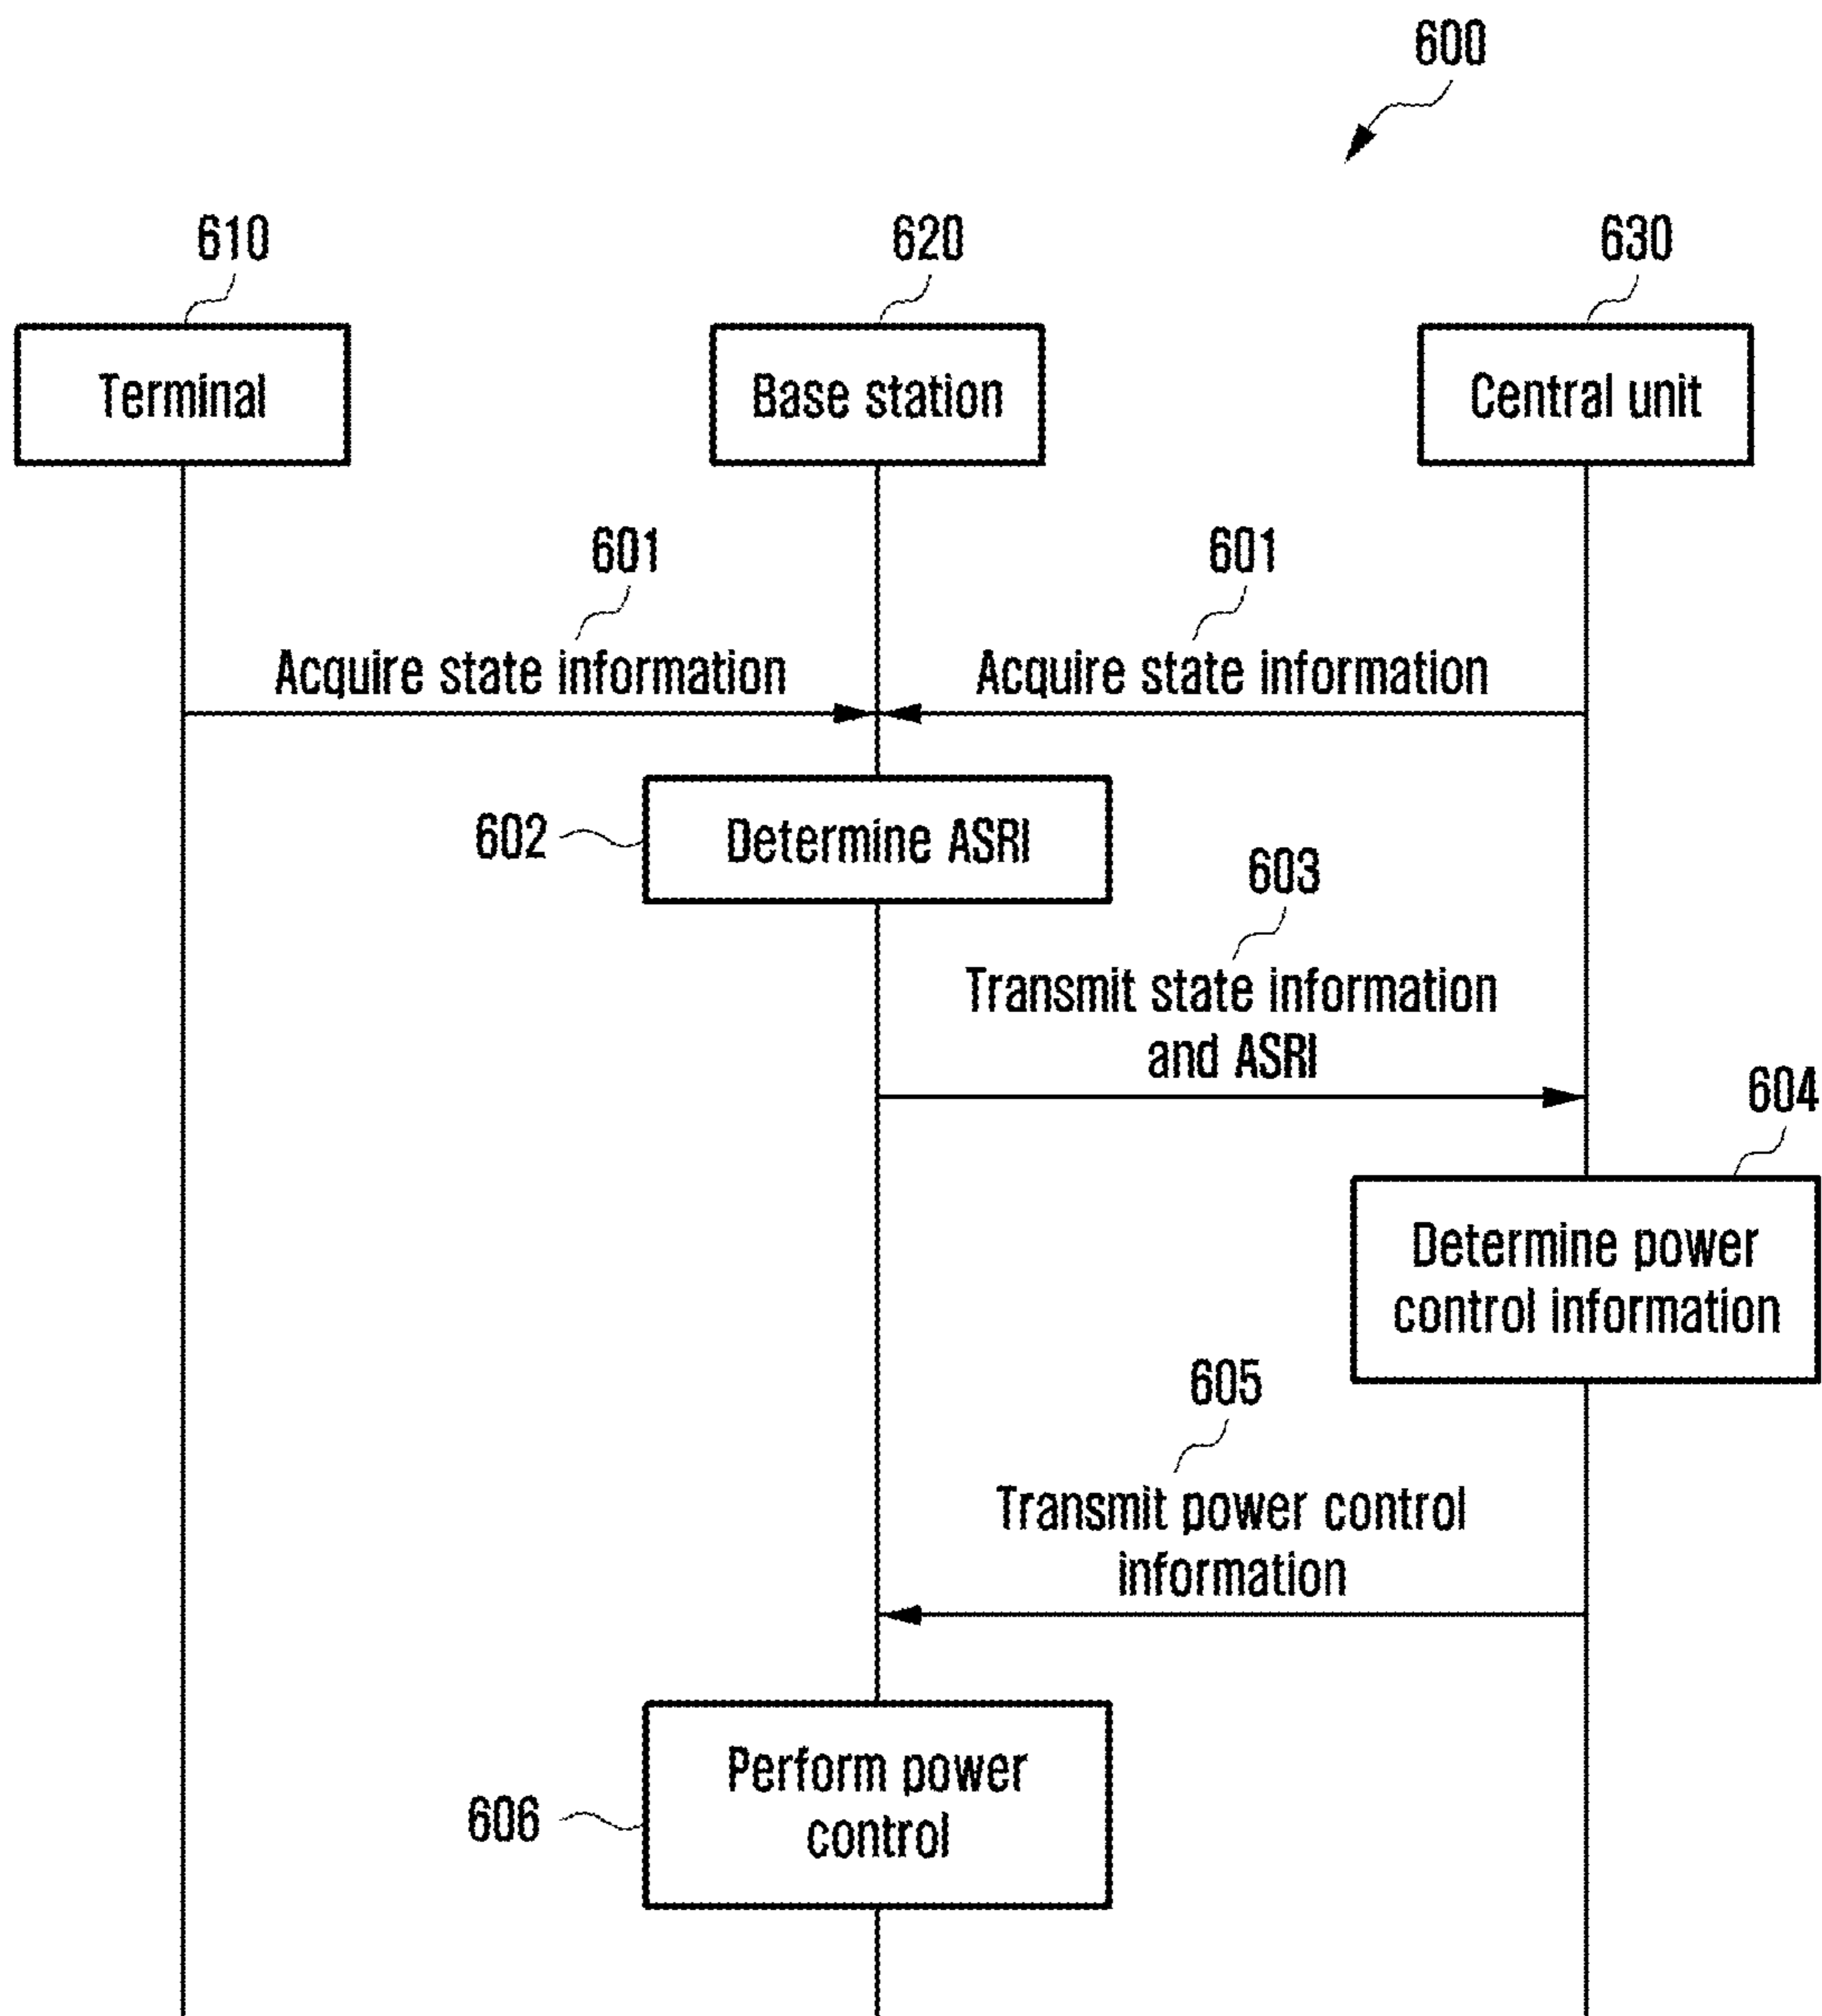 600
610
620
630
Terminal
Base station
Central unit
601
601
Acquire state information
Acquire state information
602
Determine ASRI
603
Transmit state information
and ASRI
604
Determine power
control information
605
Transmit power control
information
606
Perform power
control